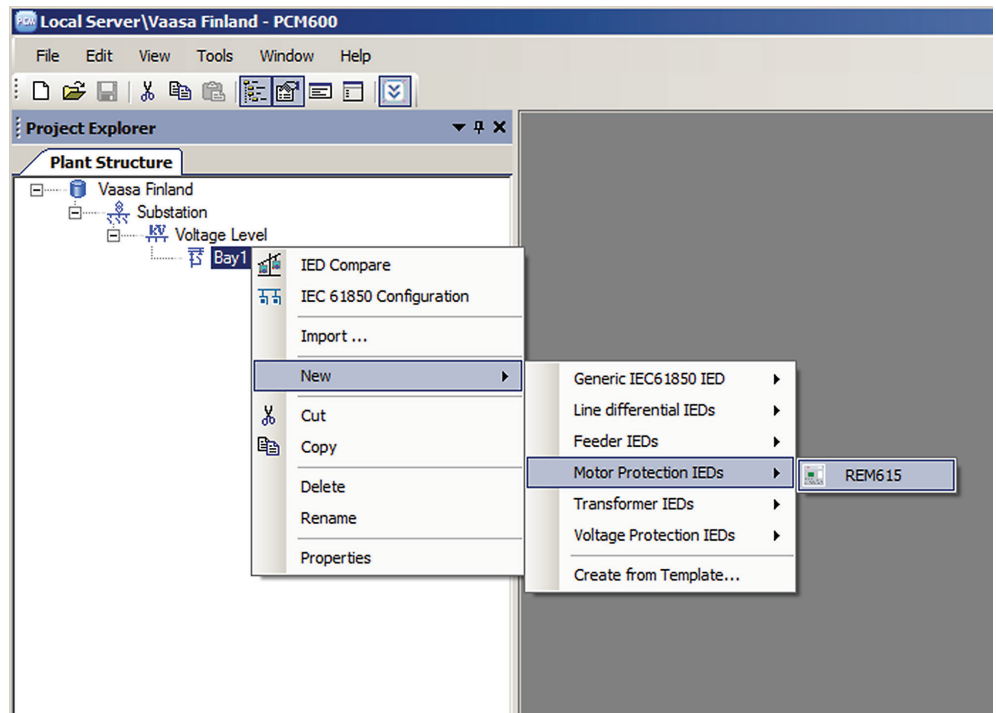 PCM Local Server\Vaasa Finland - PCM600
File Edit View Tools Window Help
Project Explorer
Plant Structure
Vaasa Finland
Substation
KV Voltage Level
Bay1
IED Compare
IEC 61850 Configuration
Import ...
New
Cut
Copy
Delete
Rename
Properties
Generic IEC61850 IED
Line differential IEDs
Feeder IEDs
Motor Protection IEDs
Transformer IEDs
Voltage Protection IEDs
Create from Template...
REM615